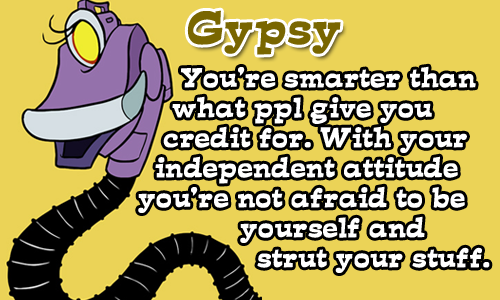 Gypsy
You're smarter than
what ppl give you
credit for. With your
independent attitude
you're not afraid to be
yourself and
strut your stuff.